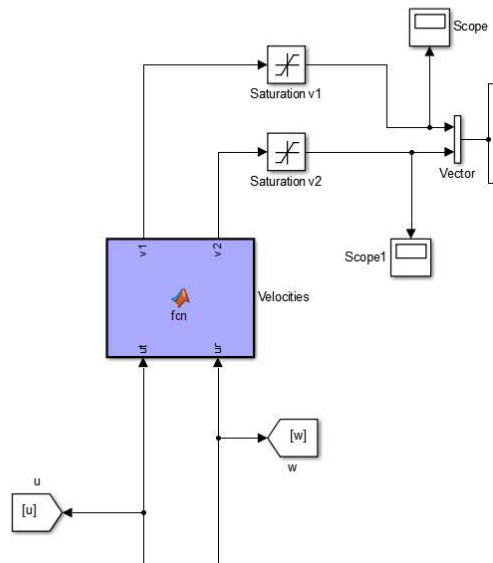 Scope
Saturation v1
Vector
Saturation v2
Scope1
v1
v2
Velocities
fcn
ut
ur
[w]
w
u
[u]